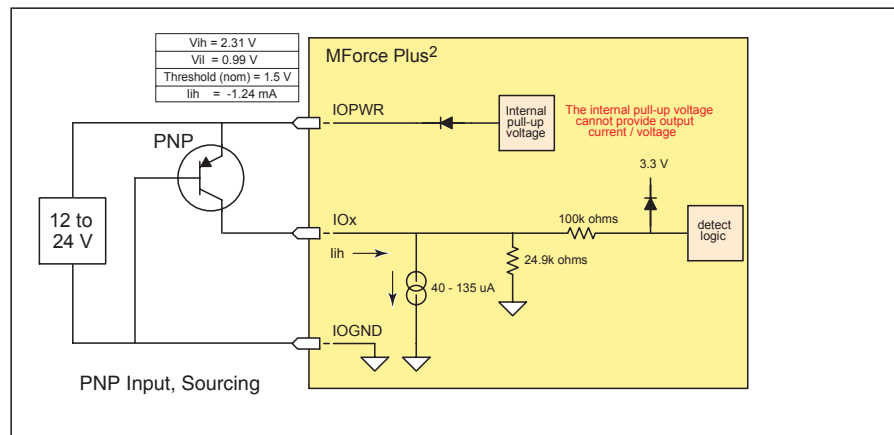 Vih = 2.31 V
Vil = 0.99 V
Threshold (nom) = 1.5 V
Iih = -1.24 mA
MForce Plus²
IOPWR
Internal
pull-up
voltage
The internal pull-up voltage
cannot provide output
current / voltage
PNP
3.3 V
12 to
24 V
IOx
100k ohms
detect
logic
Iih
24.9k ohms
40 - 135 uA
IOGND
PNP Input, Sourcing